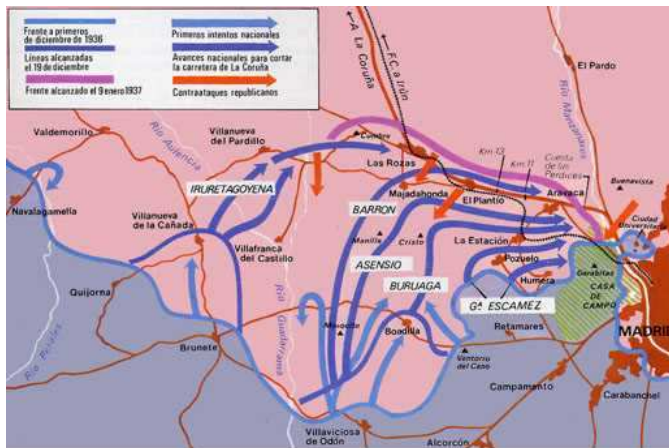 Frente a primeros
de diciembre de 1936
Líneas alcanzadas
el 19 de diciembre
Frente alcanzado el 9 enero 1937
Primeros intentos nacionales
Avances nacionales para cortar
la carretera de La Coruña
Contraataques republicanos
A La Coruña
F.C. a Irún
El Pardo
Río Manzanares
Valdemorillo
Río Aulencia
Villanueva
del Pardillo
Cumbre
Las Rozas
Km-13
Km. 11
Cuesta de las
Perdices
Buenavista
IRURETAGOYENA
Majadahonda
El Plantío
Aravaca
Ciudad
Universitaria
Navalagamella
Villanueva
de la Cañada
BARRON
Manilla
Cristo
La Estación
Villafranca
del Castillo
ASENSIO
Pozuelo
Garabitas
Quijorna
BURUAGA
Húmera
CASA
DE
CAMPO
Gª ESCAMEZ
Río Guadarrama
Mosquito
Boadilla
Retamares
MADRID
Río Perales
Brunete
Ventorro
del Cano
Campamento
Carabanchel
Villaviciosa
de Odón
Alcorcón